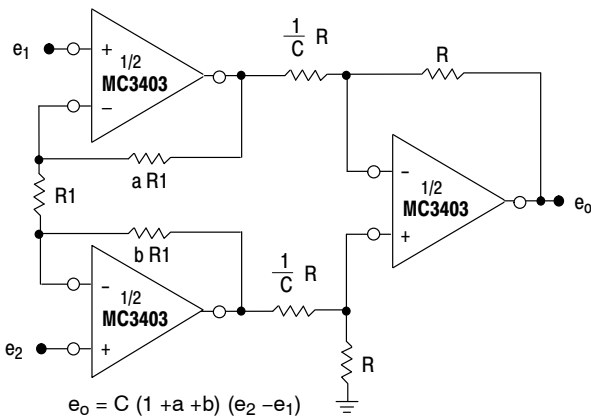 1
C R
R
e1
+
1/2
MC3403
−
a R1
R1
b R1
−
1/2
MC3403
+
eo
1
C R
−
1/2
MC3403
+
e2
R
eo = C (1 +a +b) (e2 −e1)